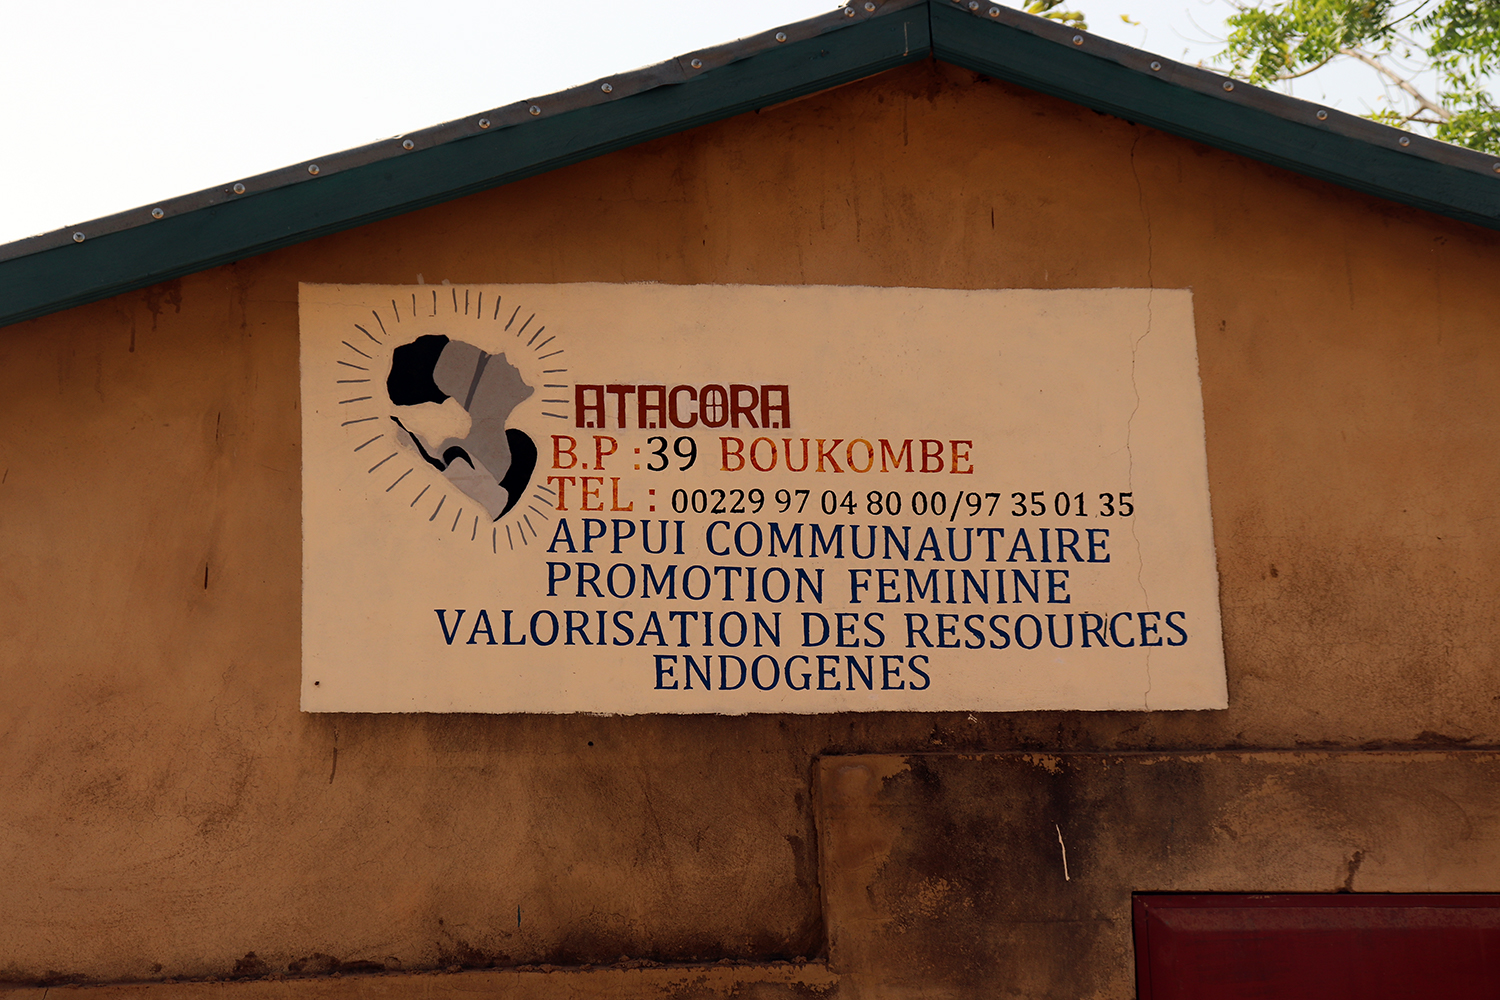 ATACORA
B.P :39 BOUKOMBE
TEL : 00229 97 04 80 00/97 35 01 35
APPUI COMMUNAUTAIRE
PROMOTION FEMININE
VALORISATION DES RESSOURCES
ENDOGENES